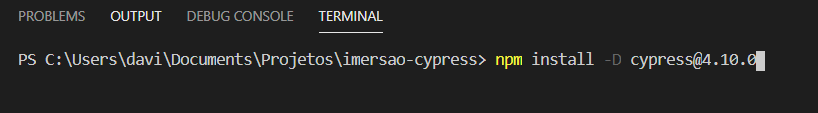 PROBLEMS OUTPUT DEBUG CONSOLE TERMINAL
PS C:\Users\davi\Documents\Projetos\imersao-cypress> npm install -D cypress@4.10.0